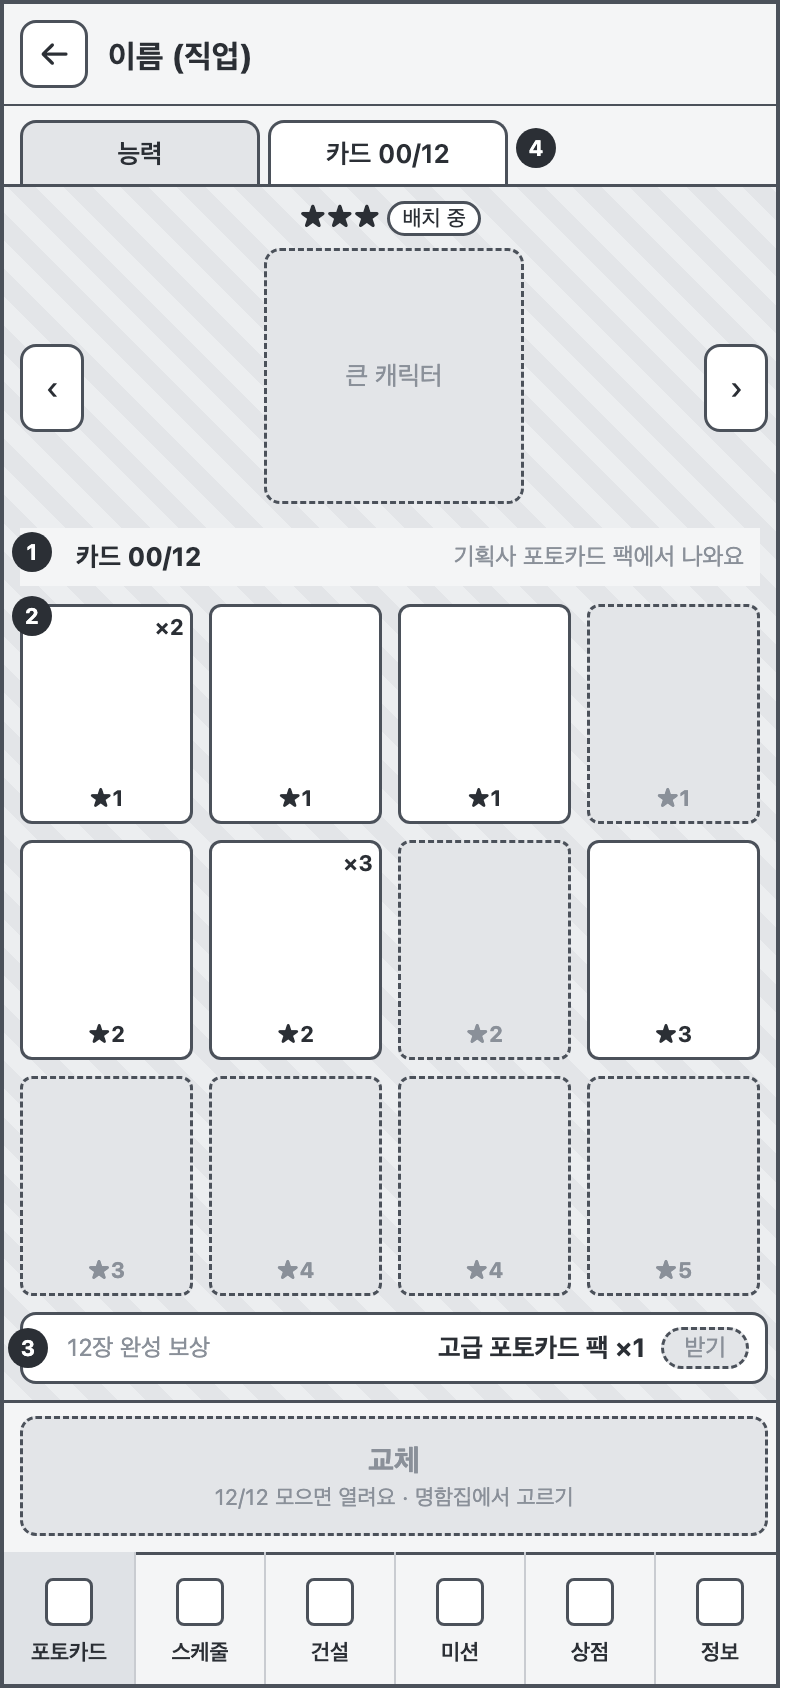 ← 이름 (직업)
능력
카드 00/12
4
★★★ 배치 중
큰 캐릭터
‹
›
1 카드 00/12 기획사 포토카드 팩에서 나와요
2
×2
★1
★1
★1
★1
×3
★2
★2
★2
★3
★3
★4
★4
★5
3 12장 완성 보상 고급 포토카드 팩 ×1 받기
교체
12/12 모으면 열려요 · 명함집에서 고르기
포토카드
스케줄
건설
미션
상점
정보